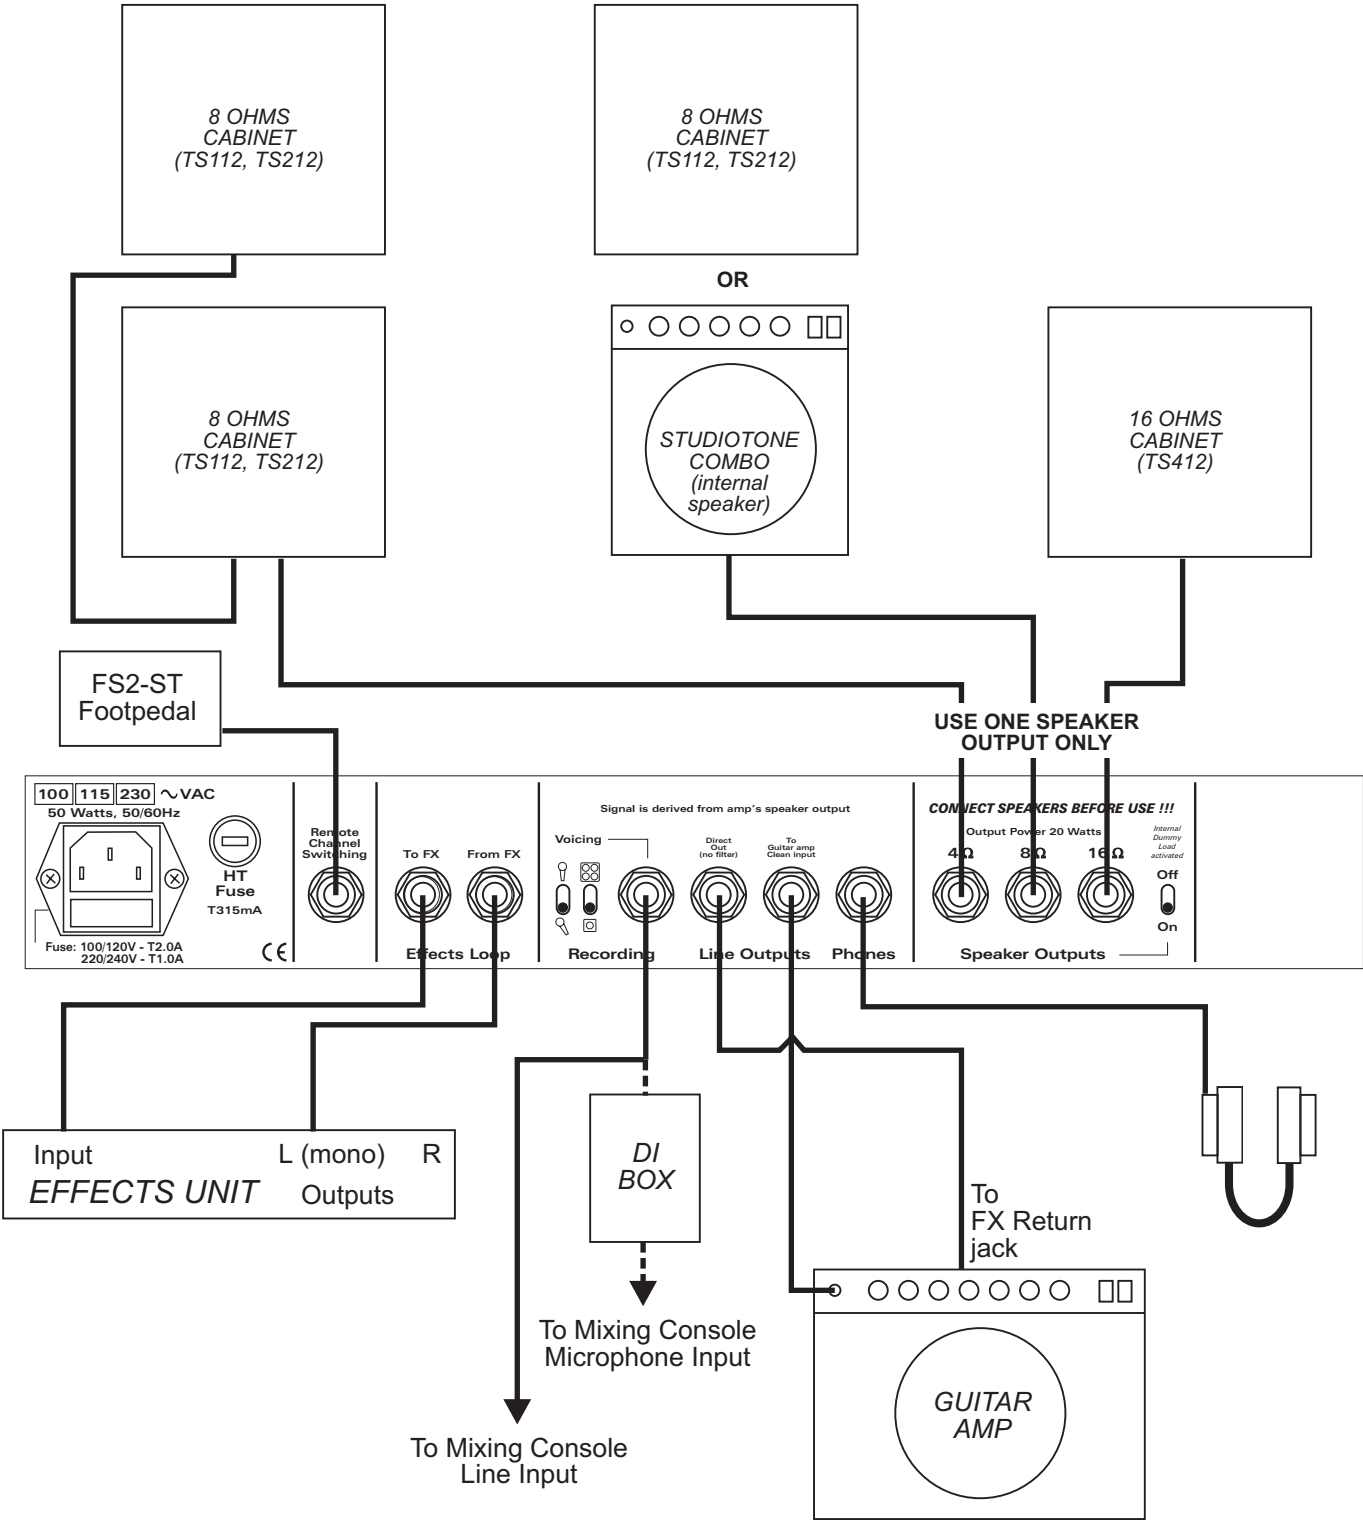 8 OHMS
CABINET
(TS112, TS212)
8 OHMS
CABINET
(TS112, TS212)
OR
8 OHMS
CABINET
(TS112, TS212)
STUDIOTONE
COMBO
(internal
speaker)
16 OHMS
CABINET
(TS412)
FS2-ST
Footpedal
USE ONE SPEAKER
OUTPUT ONLY
100 115 230 ~VAC
50 Watts, 50/60Hz
HT
Fuse
T315mA
Fuse: 100/120V - T2.0A
220/240V - T1.0A
CE
Remote
Channel
Switching
To FX
From FX
Effects Loop
Signal is derived from amp's speaker output
Voicing
Recording
Direct
Out
(no filter)
To
Guitar amp
Clean input
Line Outputs
Phones
CONNECT SPEAKERS BEFORE USE !!!
Output Power 20 Watts
4Ω
8Ω
16Ω
Speaker Outputs
Internal
Dummy
Load
activated
Off
On
Input
L (mono)
R
EFFECTS UNIT
Outputs
DI
BOX
To
FX Return
jack
To Mixing Console
Microphone Input
To Mixing Console
Line Input
GUITAR
AMP